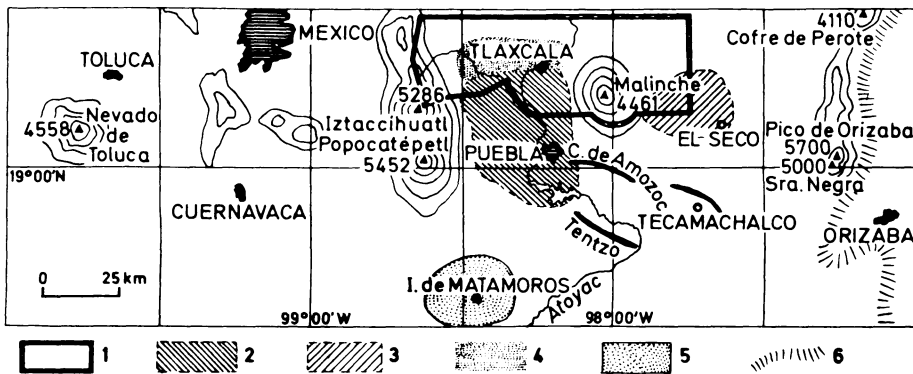 4110
Cofre de Perote
MEXICO
TOLUCA
TLAXCALA
5286
Malinche
4461
4558
Nevado
de
Toluca
Iztaccihuatl
Popocatépetl
5452
EL-SECO
Pico de Orizaba
5700
5000
Sra. Negra
PUEBLA
C. de Amozoc
19°00'N
CUERNAVACA
TECAMACHALCO
ORIZABA
Tentzo
0 25 km
I. de MATAMOROS
Atoyac
99°00'W
98°00'W
1 2 3 4 5 6